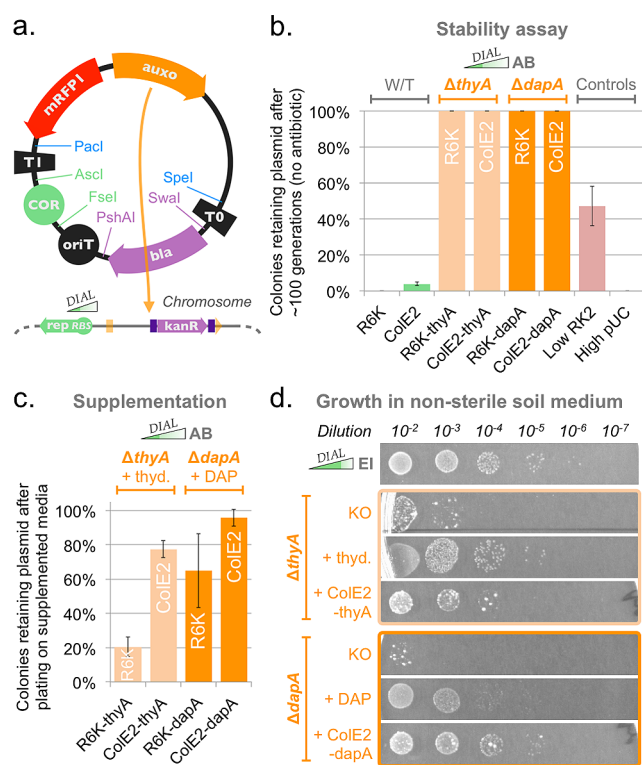 a.
mRFP1
auxo
PacI
T1
AscI
SpeI
COR
FseI
SwaI
PshAI
T0
oriT
bla
DIAL
Chromosome
rep RBS
kanR
b.
Stability assay
DIAL
AB
W/T
ΔthyA
ΔdapA
Controls
Colonies retaining plasmid after
~100 generations (no antibiotic)
100%
80%
60%
40%
20%
0%
R6K
ColE2
R6K
ColE2
R6K
ColE2
R6K-thyA
ColE2-thyA
R6K-dapA
ColE2-dapA
Low RK2
High pUC
c.
Supplementation
DIAL
AB
ΔthyA
+ thyd.
ΔdapA
+ DAP
Colonies retaining plasmid after
plating on supplemented media
100%
80%
60%
40%
20%
0%
R6K
ColE2
R6K
ColE2
R6K-thyA
ColE2-thyA
R6K-dapA
ColE2-dapA
d.
Growth in non-sterile soil medium
Dilution 10-2 10-3 10-4 10-5 10-6 10-7
DIAL
EI
ΔthyA
KO
+ thyd.
+ ColE2
-thyA
ΔdapA
KO
+ DAP
+ ColE2
-dapA